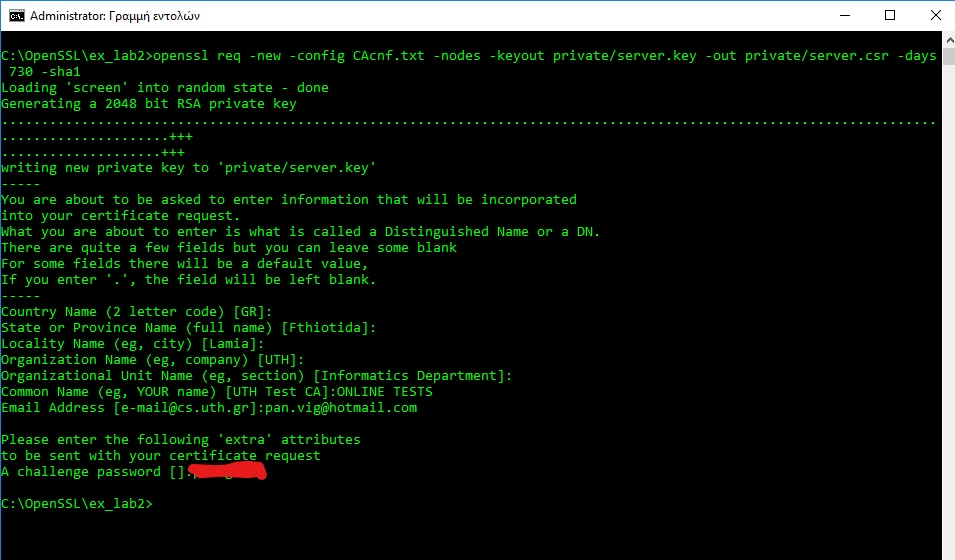 Administrator: Γραμμή εντολών
C:\OpenSSL\ex_lab2>openssl req -new -config CAcnf.txt -nodes -keyout private/server.key -out private/server.csr -days
730 -sha1
Loading 'screen' into random state - done
Generating a 2048 bit RSA private key
.....................................................................................................................
.....................+++
....................+++
writing new private key to 'private/server.key'
-----
You are about to be asked to enter information that will be incorporated
into your certificate request.
What you are about to enter is what is called a Distinguished Name or a DN.
There are quite a few fields but you can leave some blank
For some fields there will be a default value,
If you enter '.', the field will be left blank.
-----
Country Name (2 letter code) [GR]:
State or Province Name (full name) [Fthiotida]:
Locality Name (eg, city) [Lamia]:
Organization Name (eg, company) [UTH]:
Organizational Unit Name (eg, section) [Informatics Department]:
Common Name (eg, YOUR name) [UTH Test CA]:ONLINE TESTS
Email Address [e-mail@cs.uth.gr]:pan.vig@hotmail.com
Please enter the following 'extra' attributes
to be sent with your certificate request
A challenge password []:
C:\OpenSSL\ex_lab2>